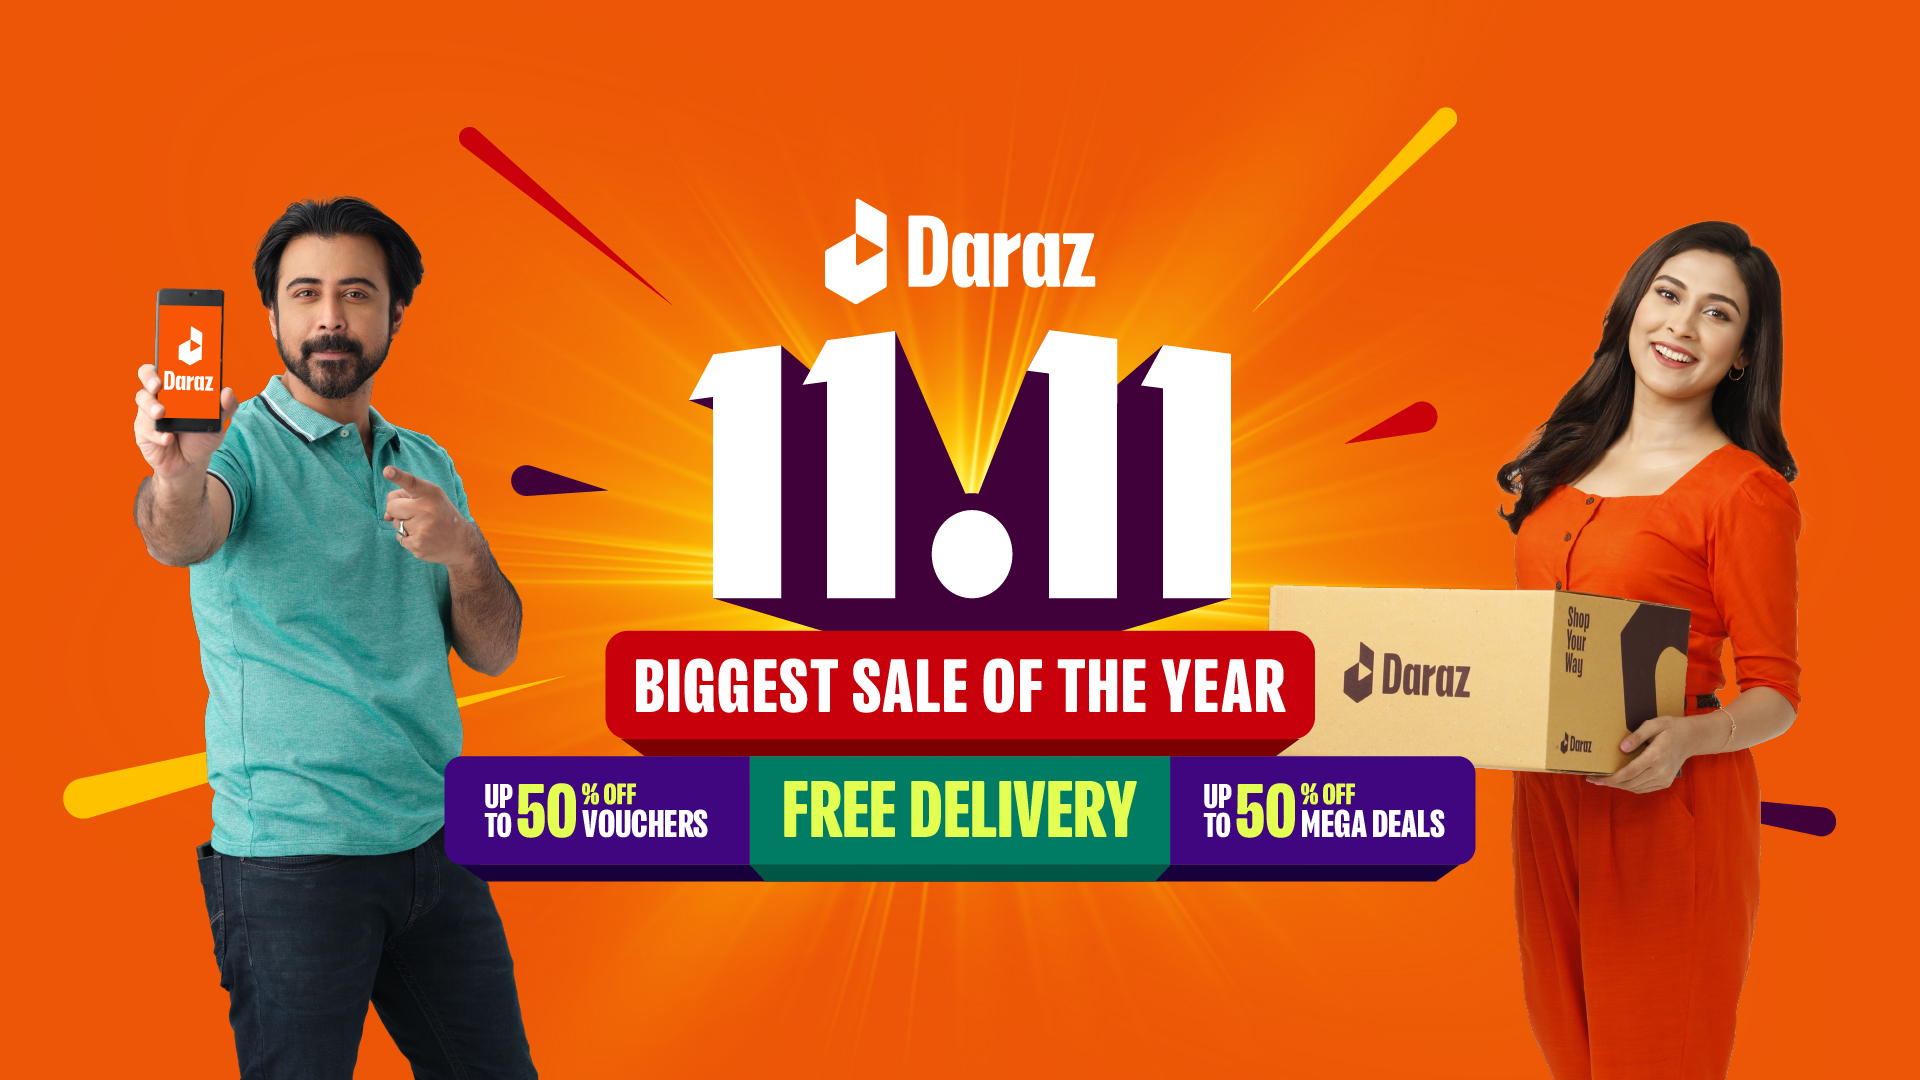 Daraz
11.11
BIGGEST SALE OF THE YEAR
UP TO 50% OFF VOUCHERS
FREE DELIVERY
UP TO 50% OFF MEGA DEALS
Daraz
Daraz
Shop
Your
Way
Daraz